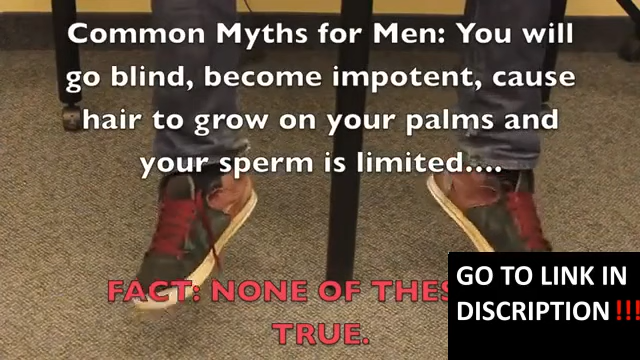 Common Myths for Men: You will
go blind, become impotent, cause
hair to grow on your palms and
your sperm is limited....
FACT: NONE OF THES
TRUE.
GO TO LINK IN
DISCRIPTION!!!